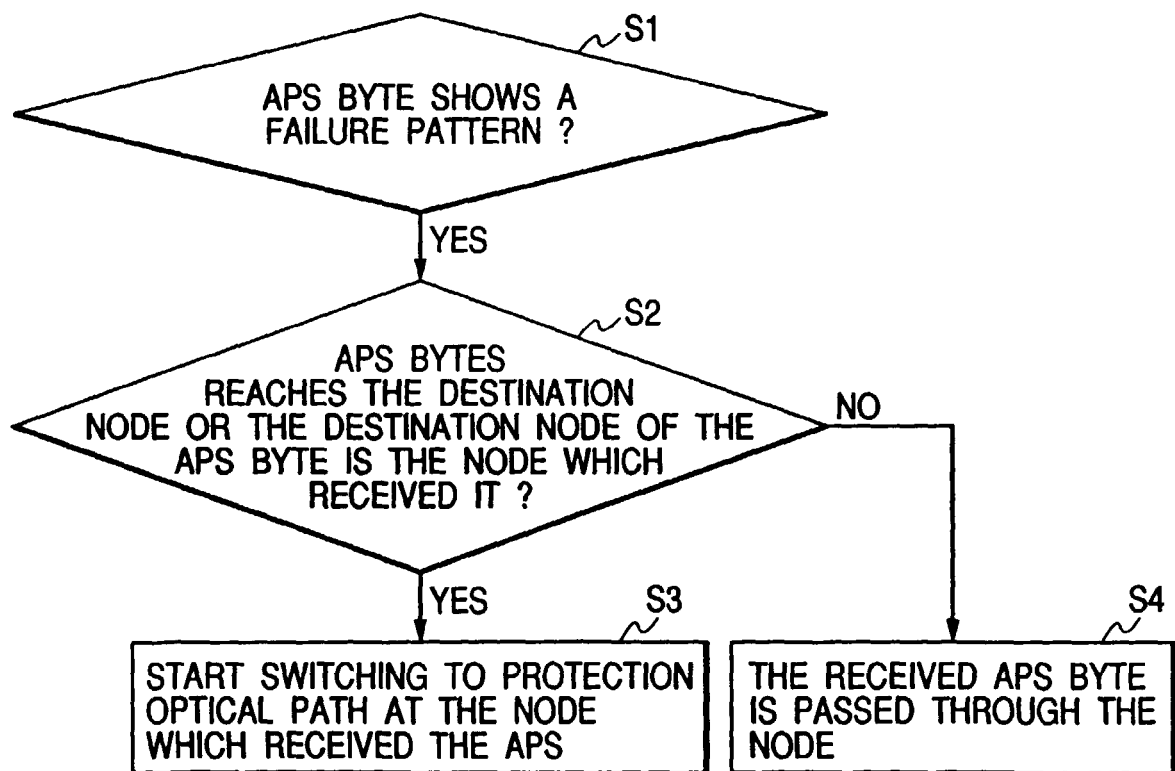 S1
APS BYTE SHOWS A
FAILURE PATTERN ?
YES
S2
APS BYTES
REACHES THE DESTINATION
NODE OR THE DESTINATION NODE OF THE
APS BYTE IS THE NODE WHICH
RECEIVED IT ?
NO
YES
S3
START SWITCHING TO PROTECTION
OPTICAL PATH AT THE NODE
WHICH RECEIVED THE APS
S4
THE RECEIVED APS BYTE
IS PASSED THROUGH THE
NODE